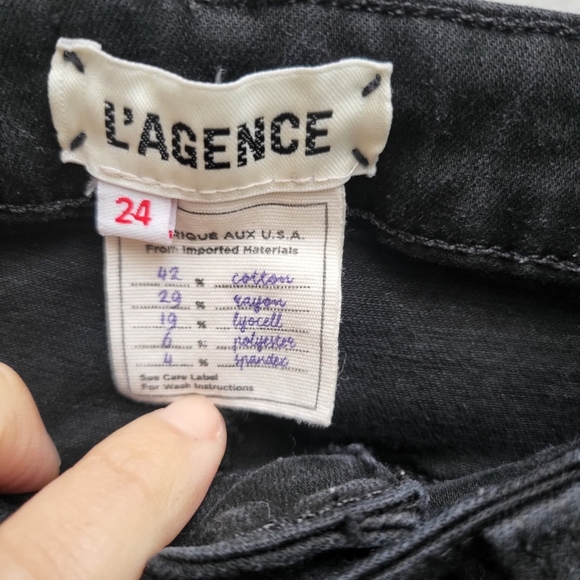 L'AGENCE
24
RIQUE AUX U.S.A.
From Imported Materials
42 % cotton
29 % rayon
19 % lyocell
6 % polyester
4 % spandex
See Care Label
For Wash Instructions